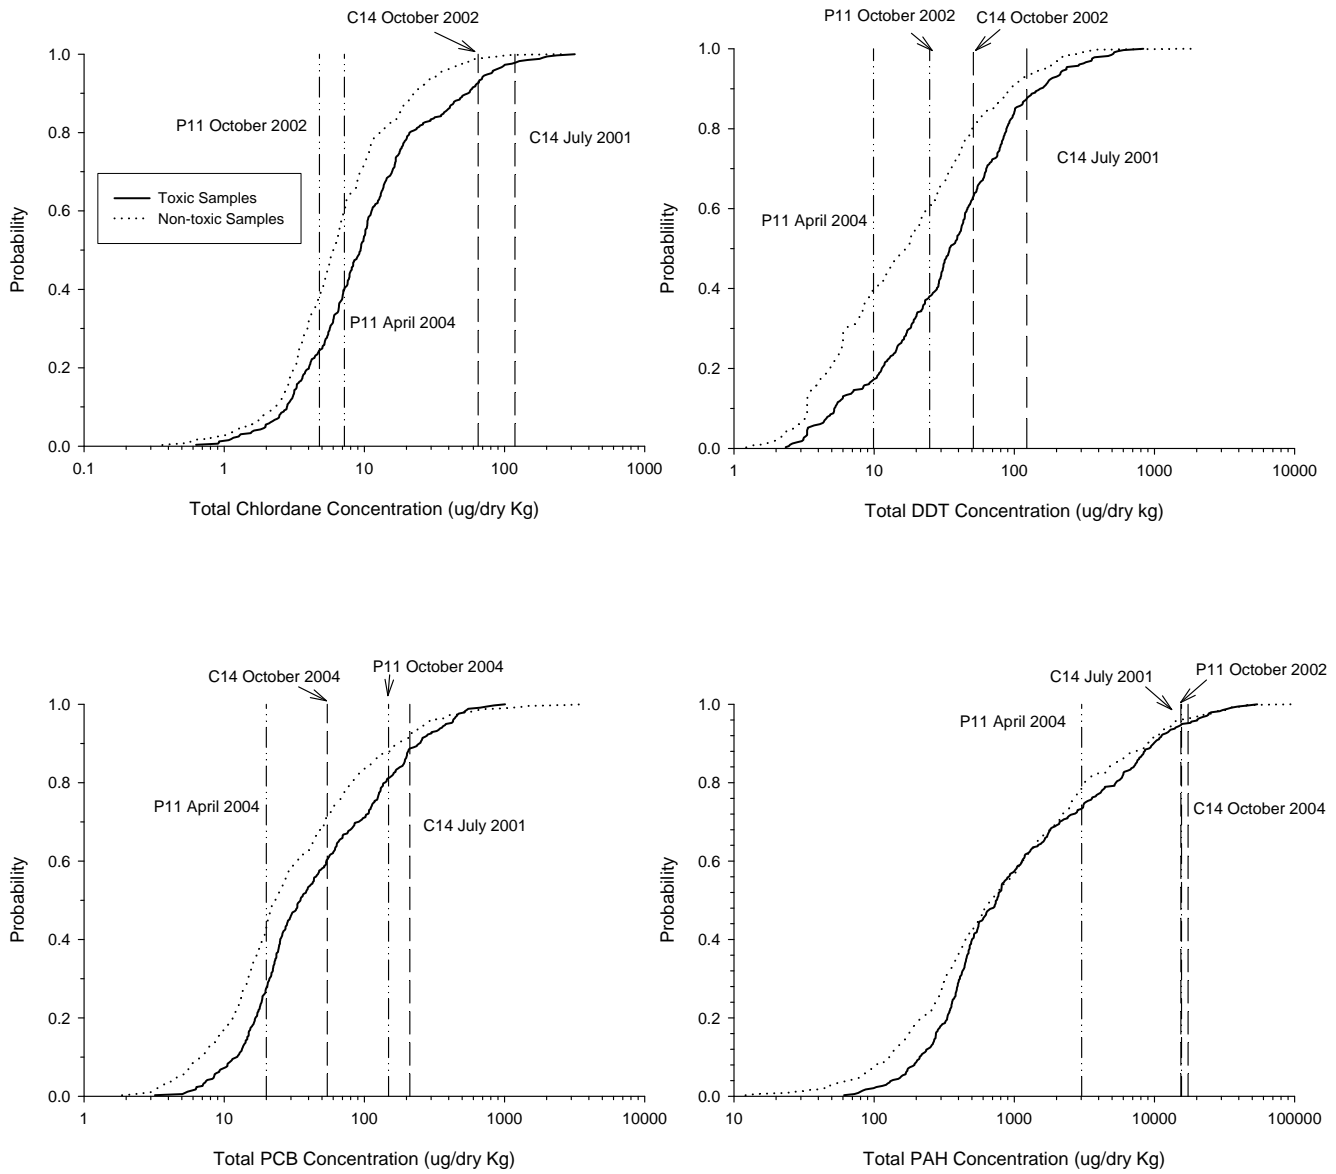 C14 October 2002
P11 October 2002
C14 July 2001
P11 April 2004
Toxic Samples
Non-toxic Samples
Probability
1.0
0.8
0.6
0.4
0.2
0.0
0.1
1
10
100
1000
Total Chlordane Concentration (ug/dry Kg)
P11 October 2002
C14 October 2002
C14 July 2001
P11 April 2004
Probablility
1.0
0.8
0.6
0.4
0.2
0.0
1
10
100
1000
10000
Total DDT Concentration (ug/dry kg)
C14 October 2004
P11 October 2004
P11 April 2004
C14 July 2001
Probability
1.0
0.8
0.6
0.4
0.2
0.0
1
10
100
1000
10000
Total PCB Concentration (ug/dry Kg)
C14 July 2001
P11 October 2002
P11 April 2004
C14 October 2004
Probability
1.0
0.8
0.6
0.4
0.2
0.0
10
100
1000
10000
100000
Total PAH Concentration (ug/dry Kg)